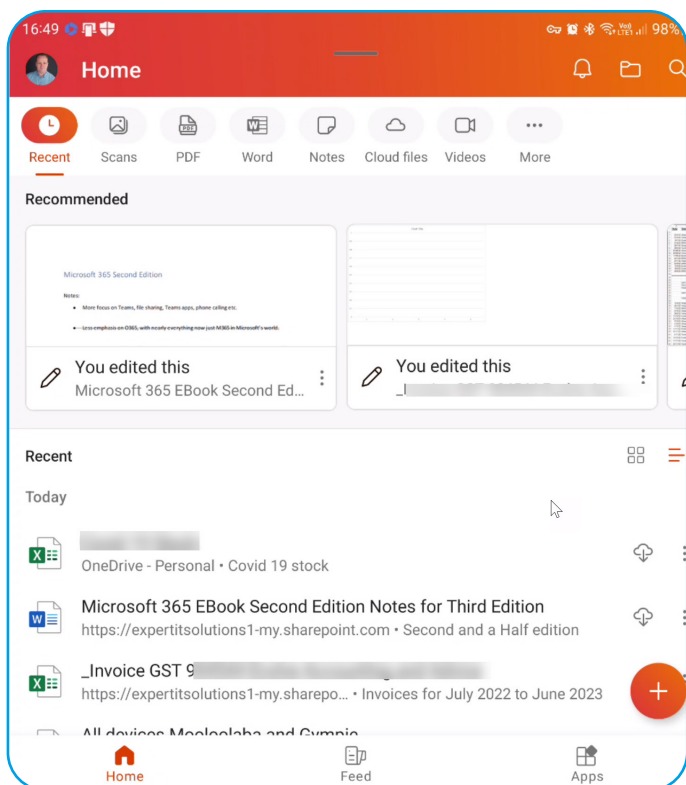 16:49 98%
Home
Recent Scans PDF Word Notes Cloud files Videos More
Recommended
Microsoft 365 Second Edition
Notes:
• More focus on Teams, file sharing, Teams apps, phone calling etc.
• Less emphasis on O365, with nearly everything now just M365 in Microsoft's world.
You edited this
Microsoft 365 EBook Second Ed...
You edited this
Recent
Today
OneDrive - Personal • Covid 19 stock
Microsoft 365 EBook Second Edition Notes for Third Edition
https://expertitsolutions1-my.sharepoint.com • Second and a Half edition
_Invoice GST 9
https://expertitsolutions1-my.sharepo... • Invoices for July 2022 to June 2023
All devices Mooloolaba and Gympie
Home Feed Apps